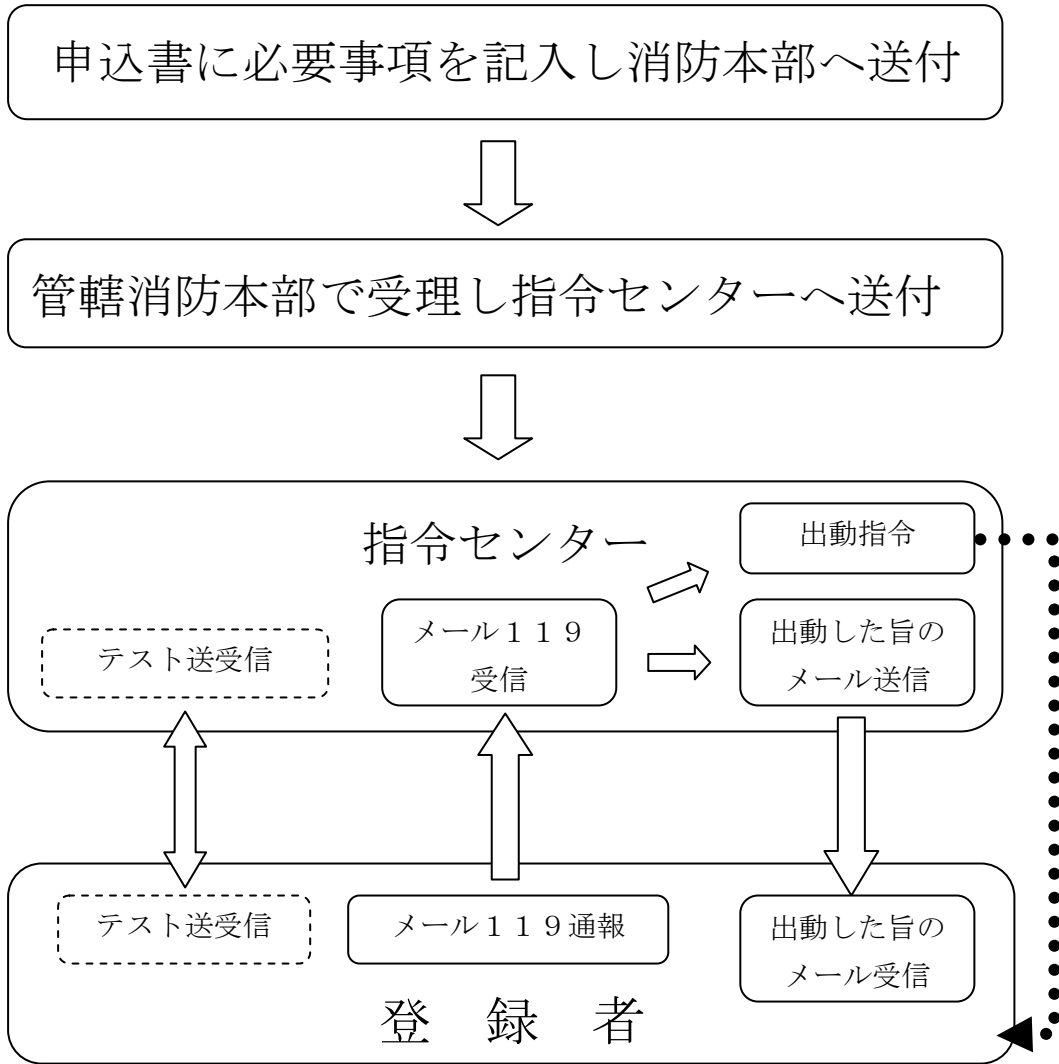 申込書に必要事項を記入し消防本部へ送付
管轄消防本部で受理し指令センターへ送付
指令センター
出動指令
テスト送受信
メール１１９
受信
出動した旨の
メール送信
テスト送受信
メール１１９通報
出動した旨の
メール受信
登　録　者